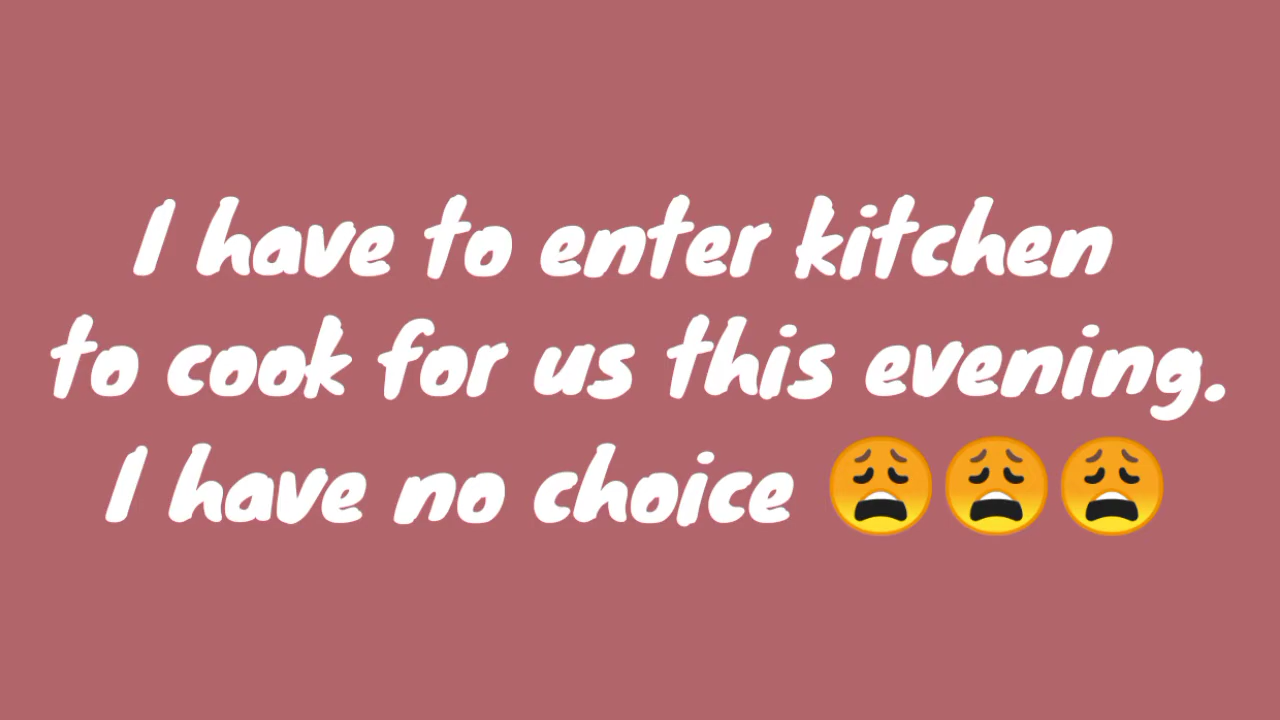 I have to enter kitchen
to cook for us this evening.
I have no choice 😩😩😩